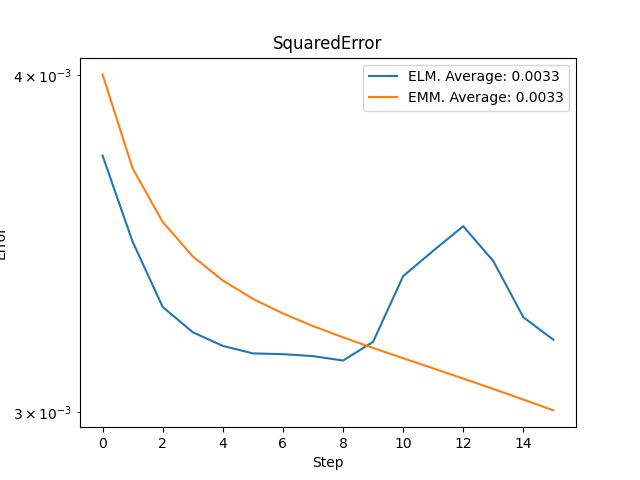 SquaredError
4 × 10⁻³
3 × 10⁻³
Error
ELM. Average: 0.0033
EMM. Average: 0.0033
0 2 4 6 8 10 12 14
Step